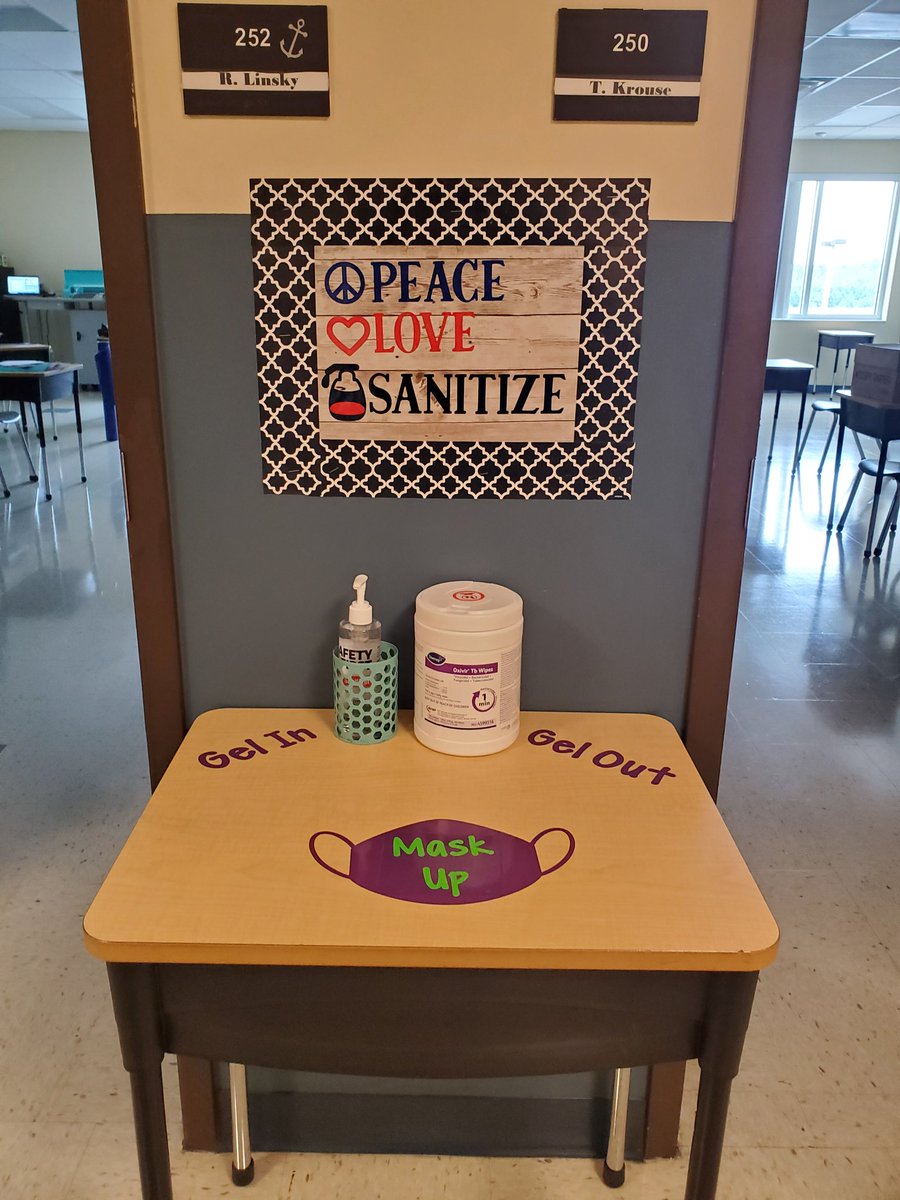 252
R. Linsky
250
T. Krouse
PEACE
LOVE
SANITIZE
AFETY
Oxivir® Tb Wipes
1
min
Gel In
Gel Out
Mask
Up